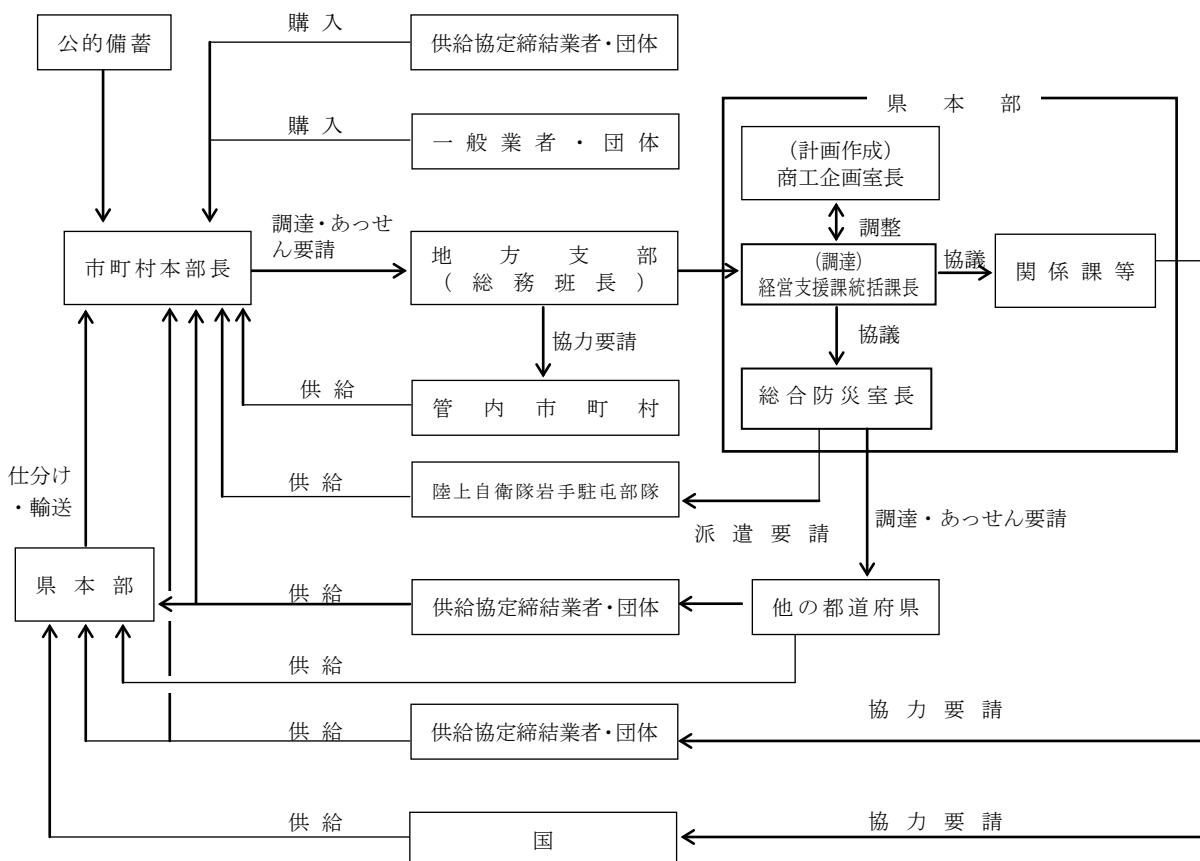 購入
公的備蓄
供給協定締結業者・団体
県本部
購入
一般業者・団体
(計画作成)
商工企画室長
調達・あっせ
ん要請
調整
市町村本部長
地方支部
(総務班長)
(調達)
経営支援課統括課長
協議
関係課等
協力要請
協議
供給
管内市町村
総合防災室長
仕分け
・輸送
供給
陸上自衛隊岩手駐屯部隊
派遣要請
調達・あっせん要請
県本部
供給
供給協定締結業者・団体
他の都道府県
供給
協力要請
供給
供給協定締結業者・団体
供給
国
協力要請